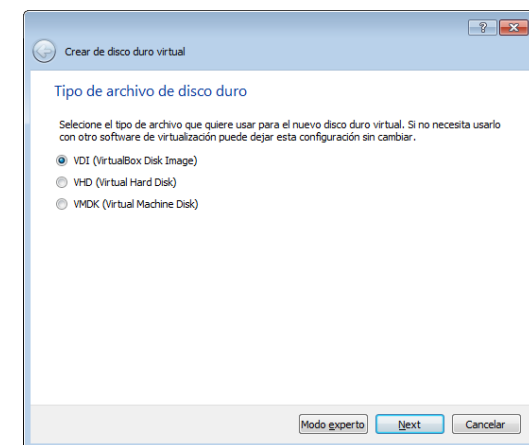 ?
Crear de disco duro virtual
Tipo de archivo de disco duro
Selecione el tipo de archivo que quiere usar para el nuevo disco duro virtual. Si no necesita usarlo
con otro software de virtualización puede dejar esta configuración sin cambiar.
VDI (VirtualBox Disk Image)
VHD (Virtual Hard Disk)
VMDK (Virtual Machine Disk)
Modo experto Next Cancelar